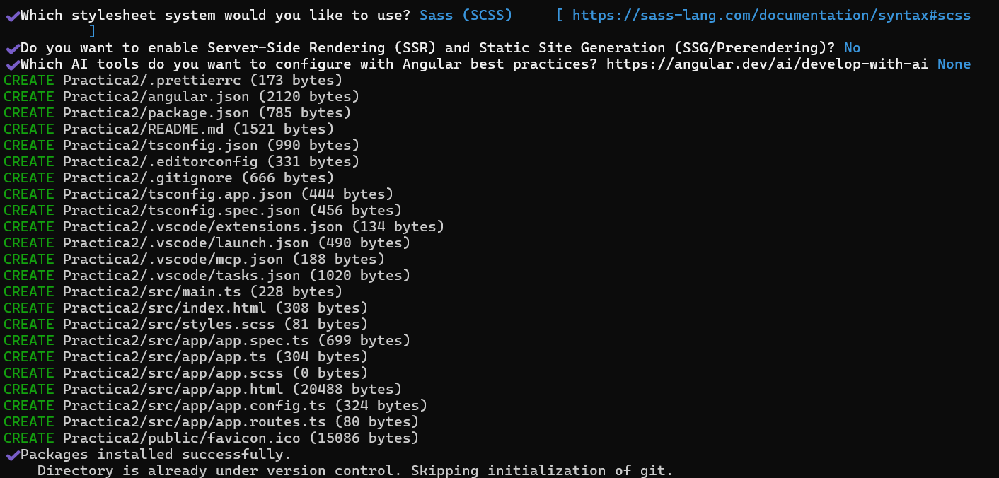 ✔Which stylesheet system would you like to use? Sass (SCSS)     [ https://sass-lang.com/documentation/syntax#scss
]
✔Do you want to enable Server-Side Rendering (SSR) and Static Site Generation (SSG/Prerendering)? No
✔Which AI tools do you want to configure with Angular best practices? https://angular.dev/ai/develop-with-ai None
CREATE Practica2/.prettierrc (173 bytes)
CREATE Practica2/angular.json (2120 bytes)
CREATE Practica2/package.json (785 bytes)
CREATE Practica2/README.md (1521 bytes)
CREATE Practica2/tsconfig.json (990 bytes)
CREATE Practica2/.editorconfig (331 bytes)
CREATE Practica2/.gitignore (666 bytes)
CREATE Practica2/tsconfig.app.json (444 bytes)
CREATE Practica2/tsconfig.spec.json (456 bytes)
CREATE Practica2/.vscode/extensions.json (134 bytes)
CREATE Practica2/.vscode/launch.json (490 bytes)
CREATE Practica2/.vscode/mcp.json (188 bytes)
CREATE Practica2/.vscode/tasks.json (1020 bytes)
CREATE Practica2/src/main.ts (228 bytes)
CREATE Practica2/src/index.html (308 bytes)
CREATE Practica2/src/styles.scss (81 bytes)
CREATE Practica2/src/app/app.spec.ts (699 bytes)
CREATE Practica2/src/app/app.ts (304 bytes)
CREATE Practica2/src/app/app.scss (0 bytes)
CREATE Practica2/src/app/app.html (20488 bytes)
CREATE Practica2/src/app/app.config.ts (324 bytes)
CREATE Practica2/src/app/app.routes.ts (80 bytes)
CREATE Practica2/public/favicon.ico (15086 bytes)
✔Packages installed successfully.
Directory is already under version control. Skipping initialization of git.